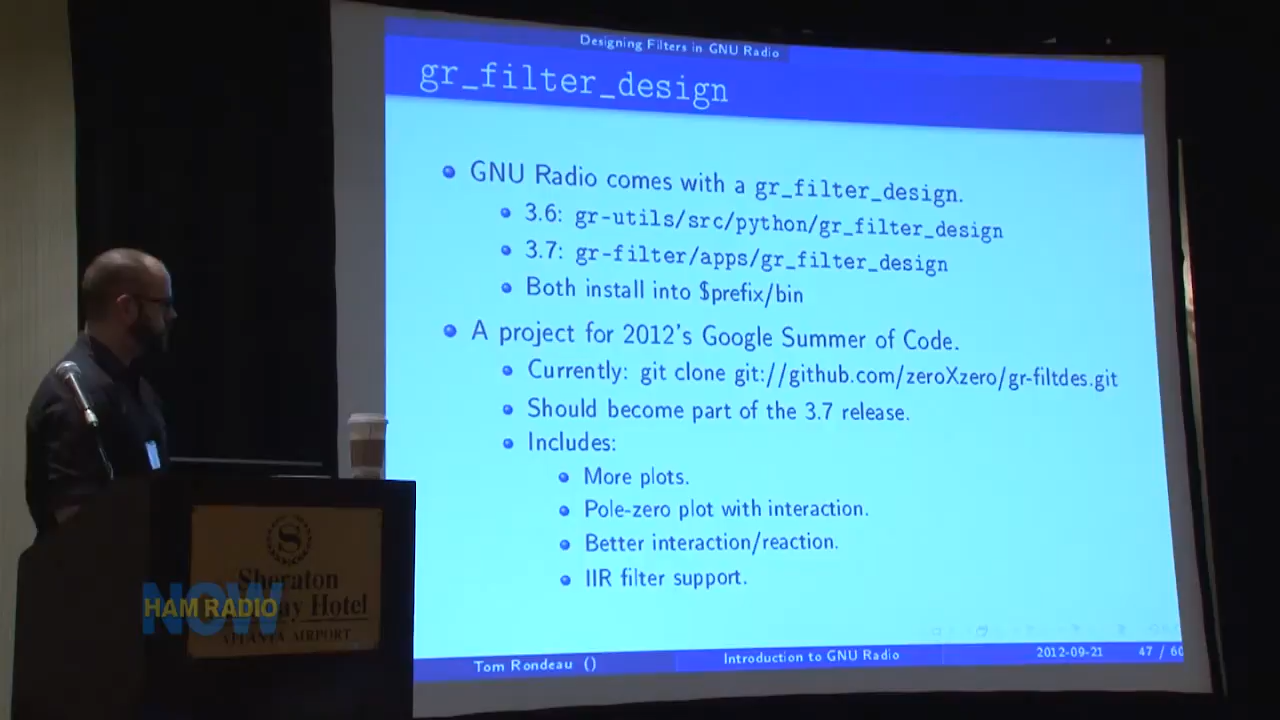 Designing Filters in GNU Radio
gr_filter_design
GNU Radio comes with a gr_filter_design.
3.6: gr-utils/src/python/gr_filter_design
3.7: gr-filter/apps/gr_filter_design
Both install into $prefix/bin
A project for 2012's Google Summer of Code.
Currently: git clone git://github.com/zeroXzero/gr-filtdes.git
Should become part of the 3.7 release.
Includes:
More plots.
Pole-zero plot with interaction.
Better interaction/reaction.
IIR filter support.
Tom Rondeau ()
Introduction to GNU Radio
2012-09-21
47 / 60
S
Sheraton
Hotel
ATLANTA AIRPORT
NOW
HAM RADIO